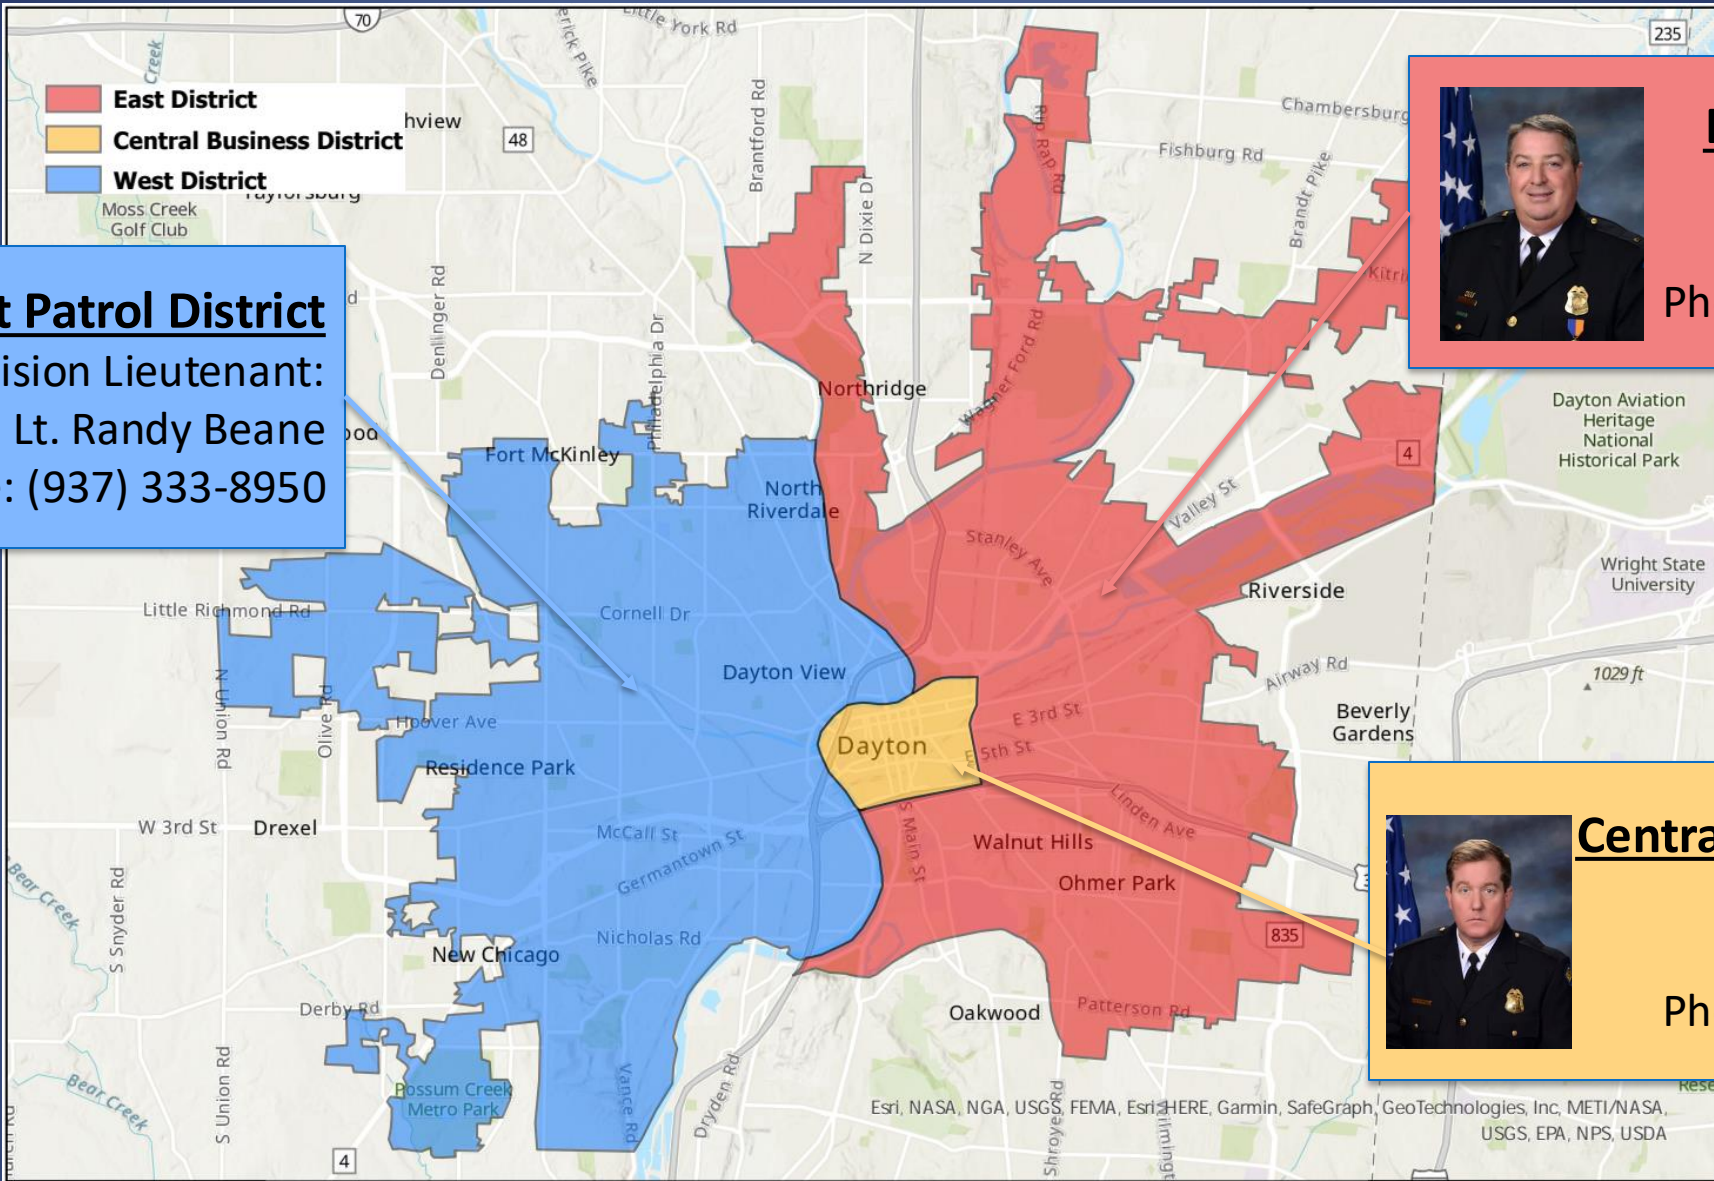 70
Little York Rd
235
East District
Central Business District
West District
Creek
hview
48
Moss Creek
Golf Club
Brantford Rd
N Dixie Dr
Rip Rap Rd
Chambersburg
Fishburg Rd
Brandt Pike
Ph
t Patrol District
ision Lieutenant:
Lt. Randy Beane
: (937) 333-8950
Denlinger Rd
Philadelphia Dr
Northridge
Wagner Ford Rd
Fort McKinley
North
Riverdale
Valley St
4
Dayton Aviation
Heritage
National
Historical Park
Stanley Ave
Wright State
University
Riverside
Little Richmond Rd
Cornell Dr
Dayton View
Airway Rd
1029 ft
N Union Rd
Olive Rd
Hoover Ave
E 3rd St
E 5th St
Dayton
Beverly
Gardens
Residence Park
W 3rd St
Drexel
McCall St
Germantown St
S Main St
Linden Ave
Walnut Hills
Ohmer Park
Centra
Ph
Bear Creek
S Snyder Rd
Nicholas Rd
New Chicago
835
Derby Rd
Oakwood
Patterson Rd
S Union Rd
Bear Creek
Possum Creek
Metro Park
Vance Rd
Dryden Rd
Shroyer Rd
Wilmingt
4
Rese
Esri, NASA, NGA, USGS, FEMA, Esri, HERE, Garmin, SafeGraph, GeoTechnologies, Inc, METI/NASA,
USGS, EPA, NPS, USDA